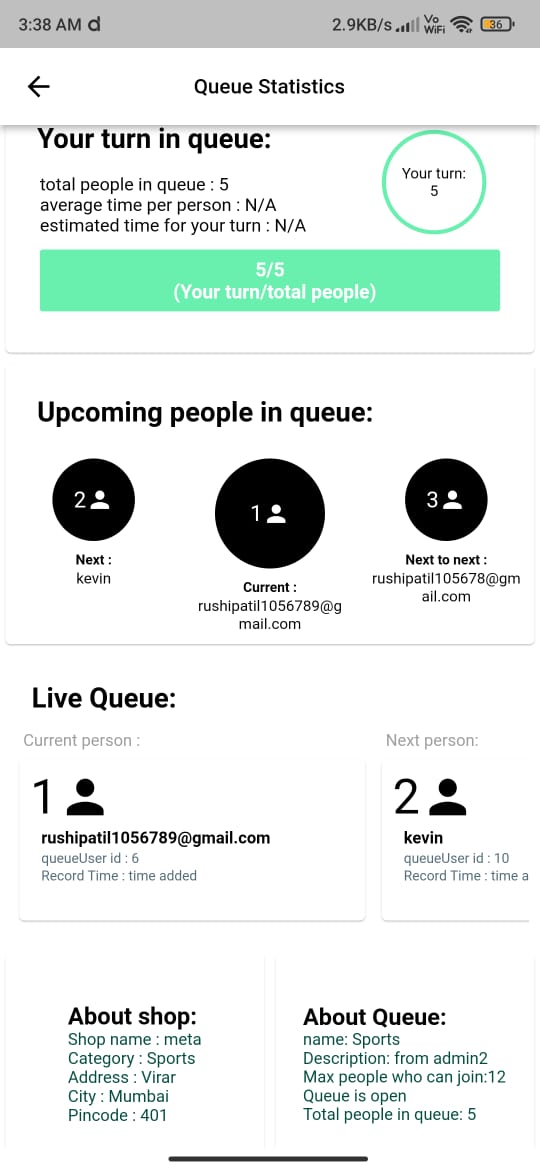 3:38 AM d
2.9KB/s Vo WiFi 36
Queue Statistics
Your turn in queue:
total people in queue : 5
average time per person : N/A
estimated time for your turn : N/A
Your turn:
5
5/5
(Your turn/total people)
Upcoming people in queue:
2
Next :
kevin
1
Current :
rushipatil1056789@g
mail.com
3
Next to next :
rushipatil105678@gm
ail.com
Live Queue:
Current person :
1
rushipatil1056789@gmail.com
queueUser id : 6
Record Time : time added
Next person:
2
kevin
queueUser id : 10
Record Time : time a
About shop:
Shop name : meta
Category : Sports
Address : Virar
City : Mumbai
Pincode : 401
About Queue:
name: Sports
Description: from admin2
Max people who can join:12
Queue is open
Total people in queue: 5